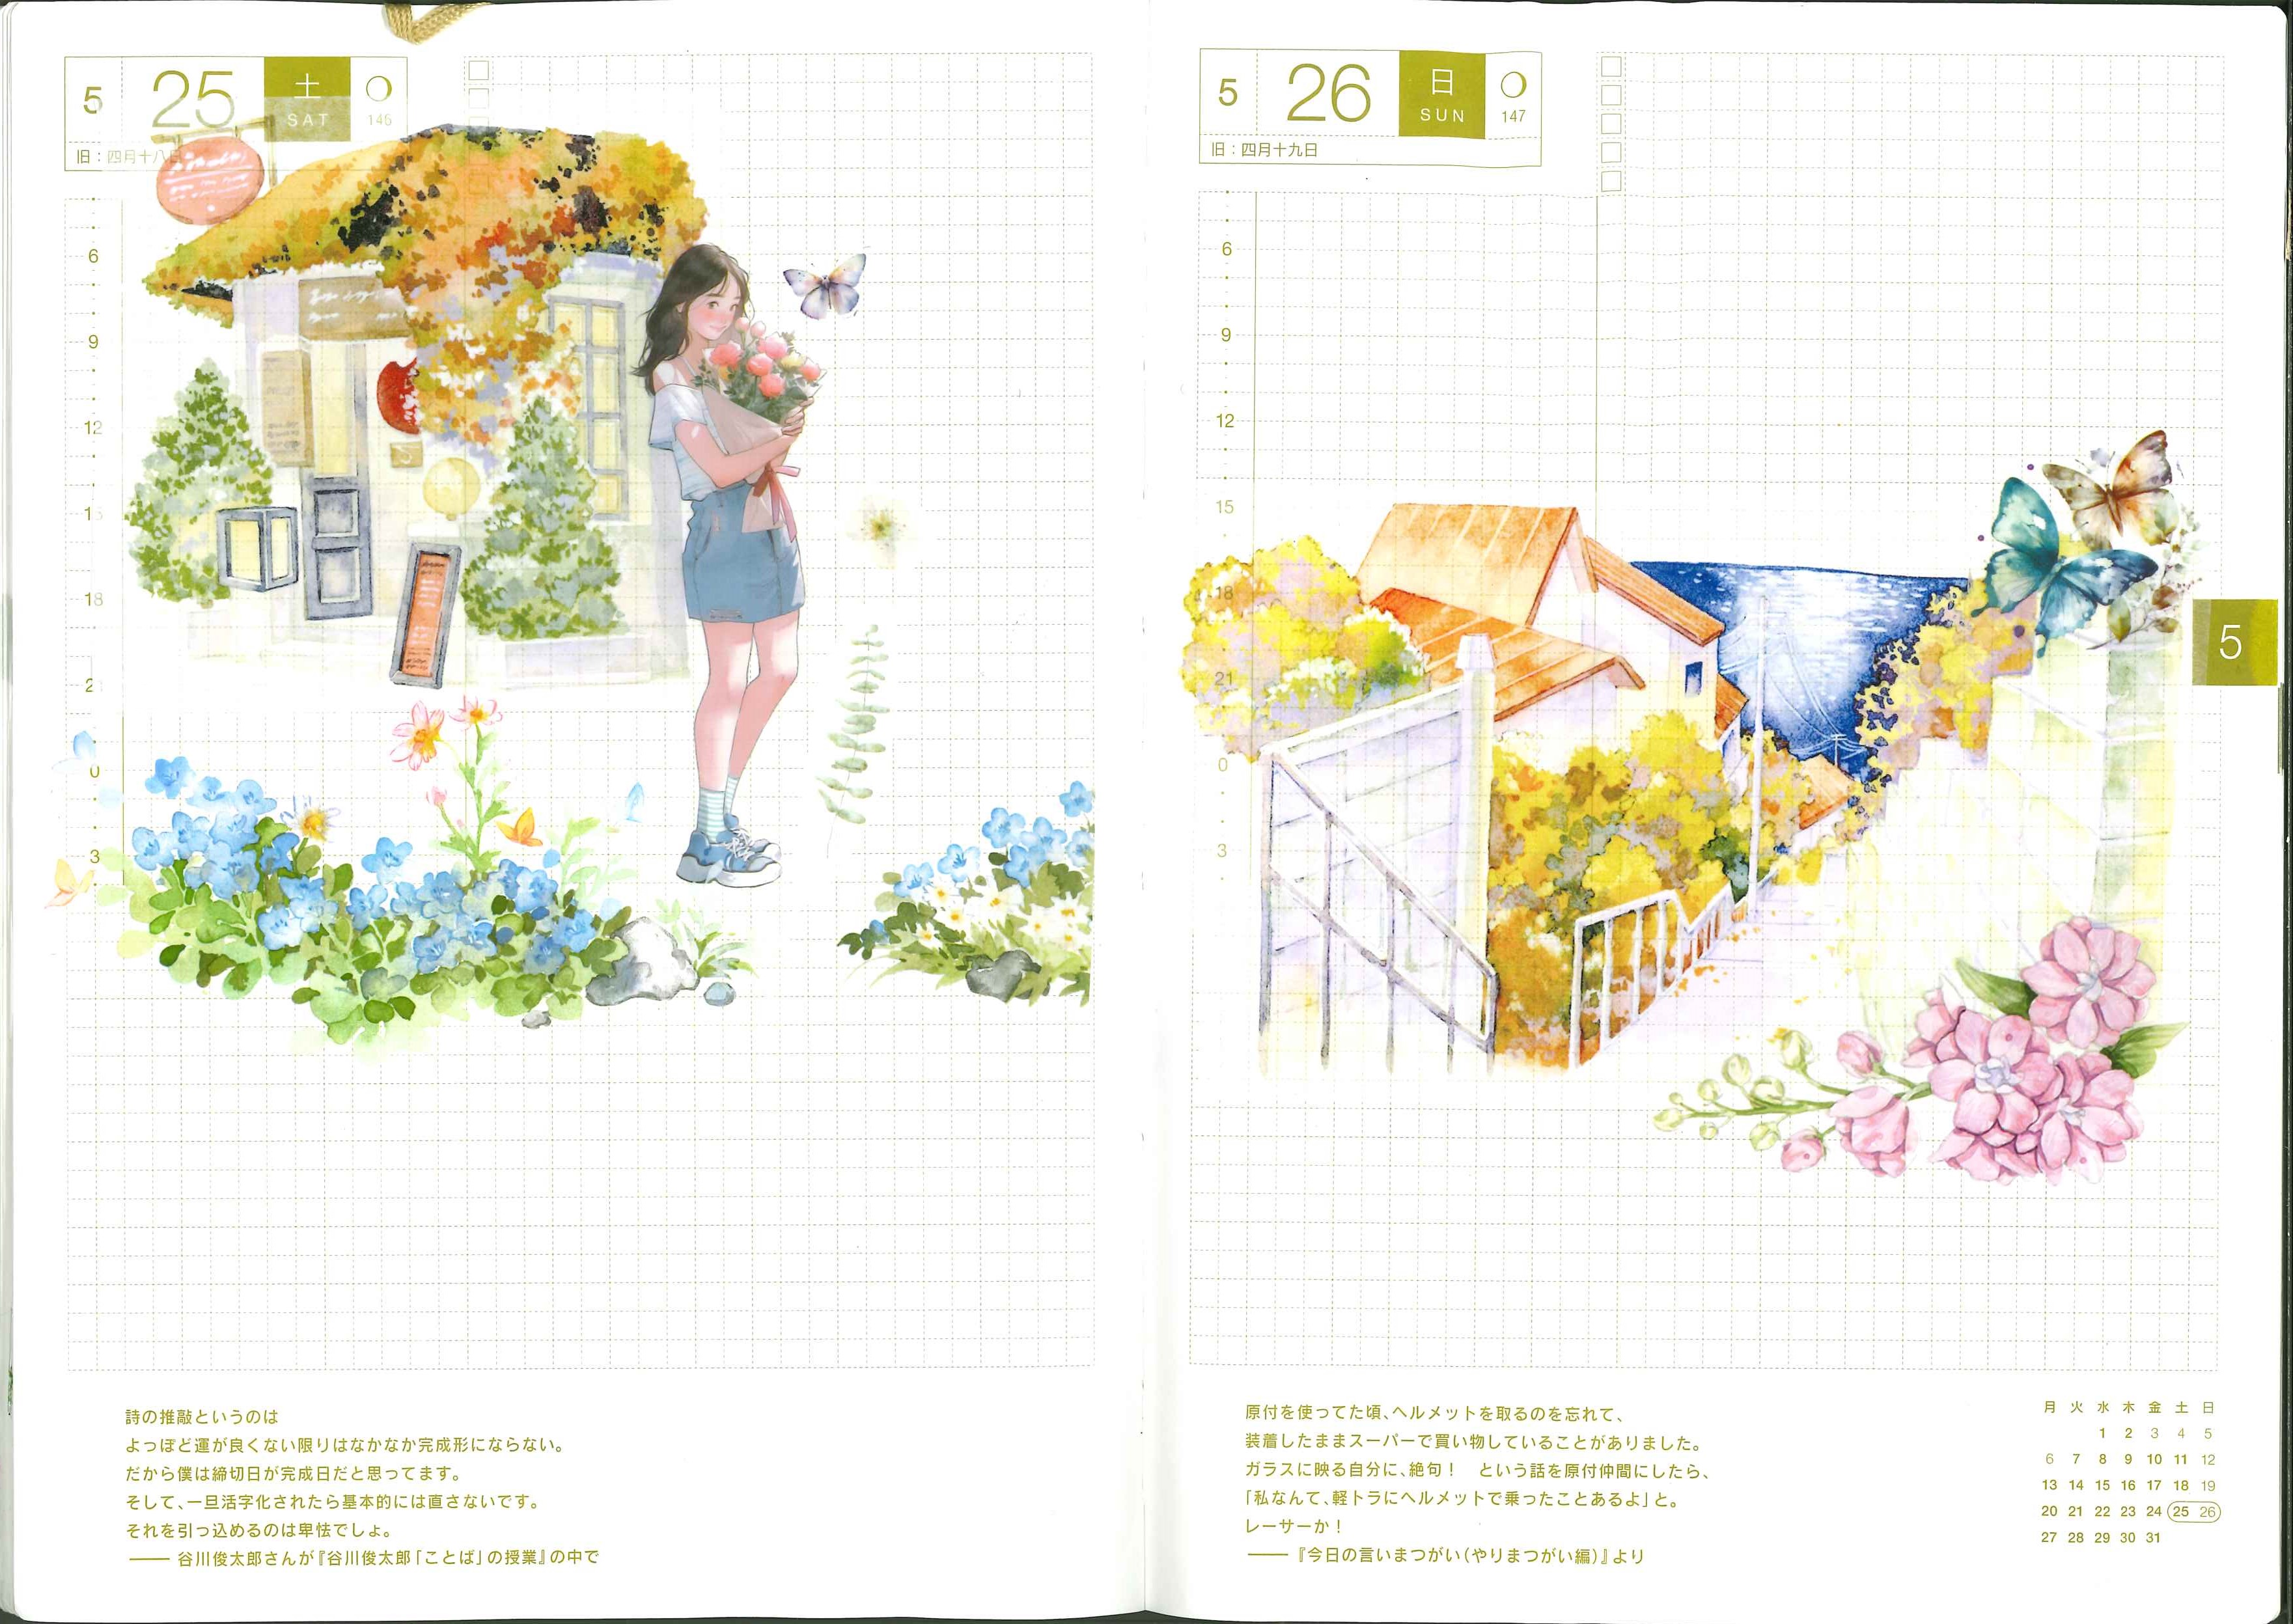 5 25 土 SAT 146
旧：四月十八日
6
9
12
15
18
2
0
3
詩の推敲というのは
よっぽど運が良くない限りはなかなか完成形にならない。
だから僕は締切日が完成日だと思ってます。
そして、一旦活字化されたら基本的には直さないです。
それを引っ込めるのは卑怯でしょ。
—— 谷川俊太郎さんが『谷川俊太郎「ことば」の授業』の中で
5 26 日 SUN 147
旧：四月十九日
6
9
12
15
18
21
0
3
5
原付を使ってた頃、ヘルメットを取るのを忘れて、
装着したままスーパーで買い物していることがありました。
ガラスに映る自分に、絶句！　という話を原付仲間にしたら、
「私なんて、軽トラにヘルメットで乗ったことあるよ」と。
レーサーか！
——『今日の言いまつがい（やりまつがい編）』より
月 火 水 木 金 土 日
1 2 3 4 5
6 7 8 9 10 11 12
13 14 15 16 17 18 19
20 21 22 23 24 25 26
27 28 29 30 31